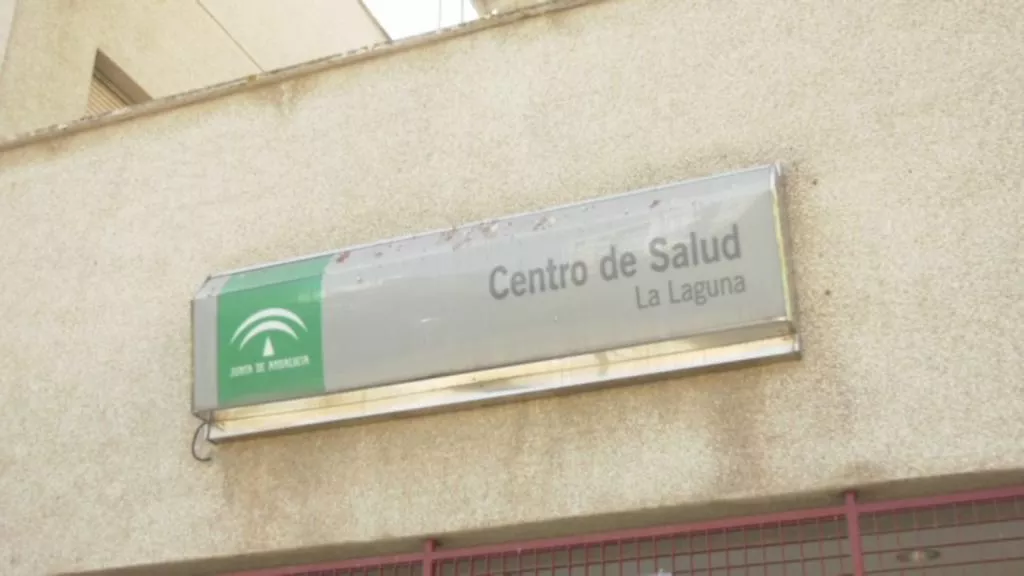 Centro de Salud
La Laguna
JUNTA DE ANDALUCIA